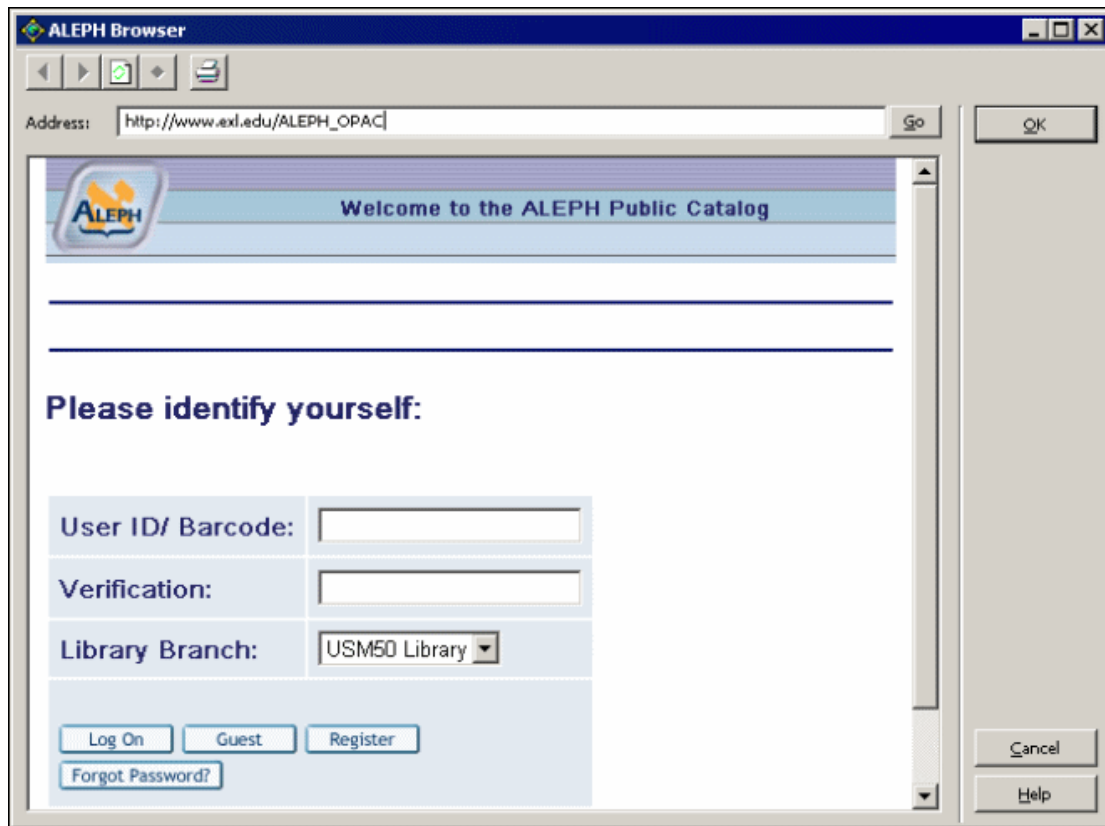 ALEPH Browser
Address: http://www.exl.edu/ALEPH_OPAC Go OK
ALEPH
Welcome to the ALEPH Public Catalog
Please identify yourself:
User ID/ Barcode:
Verification:
Library Branch: USM50 Library
Log On Guest Register
Forgot Password?
Cancel
Help